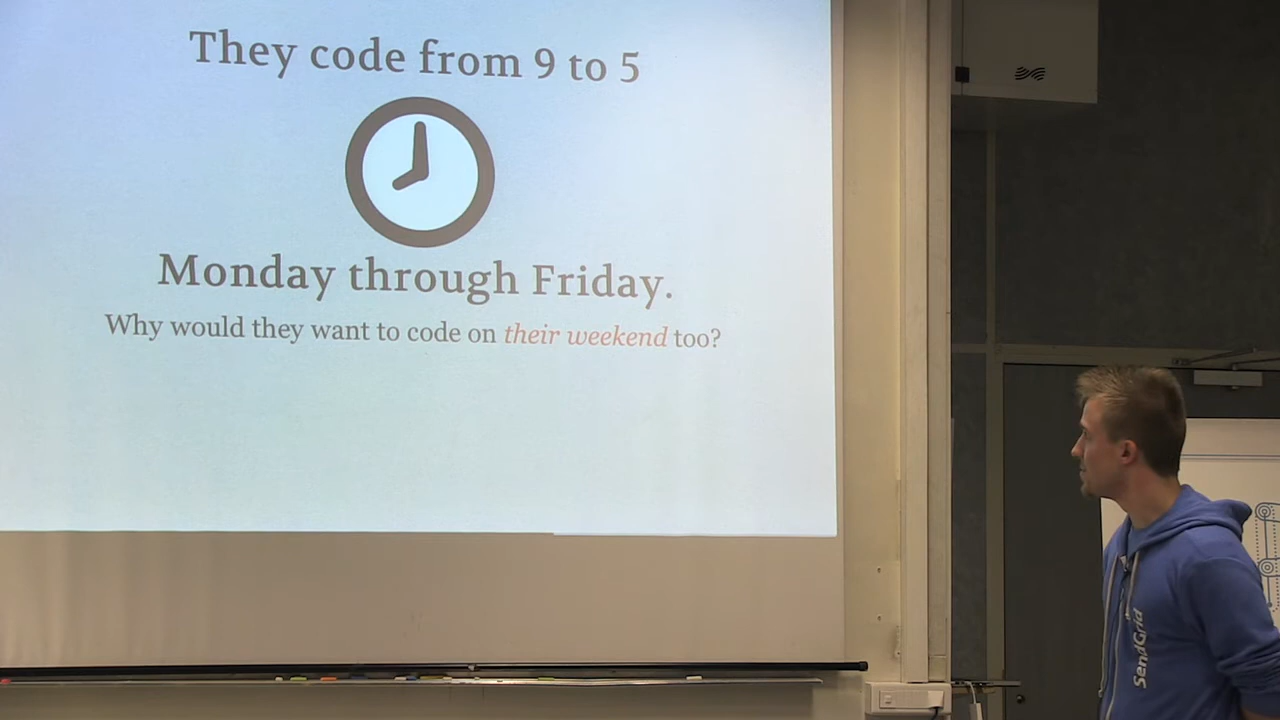 They code from 9 to 5
Monday through Friday.
Why would they want to code on their weekend too?
SendGrid